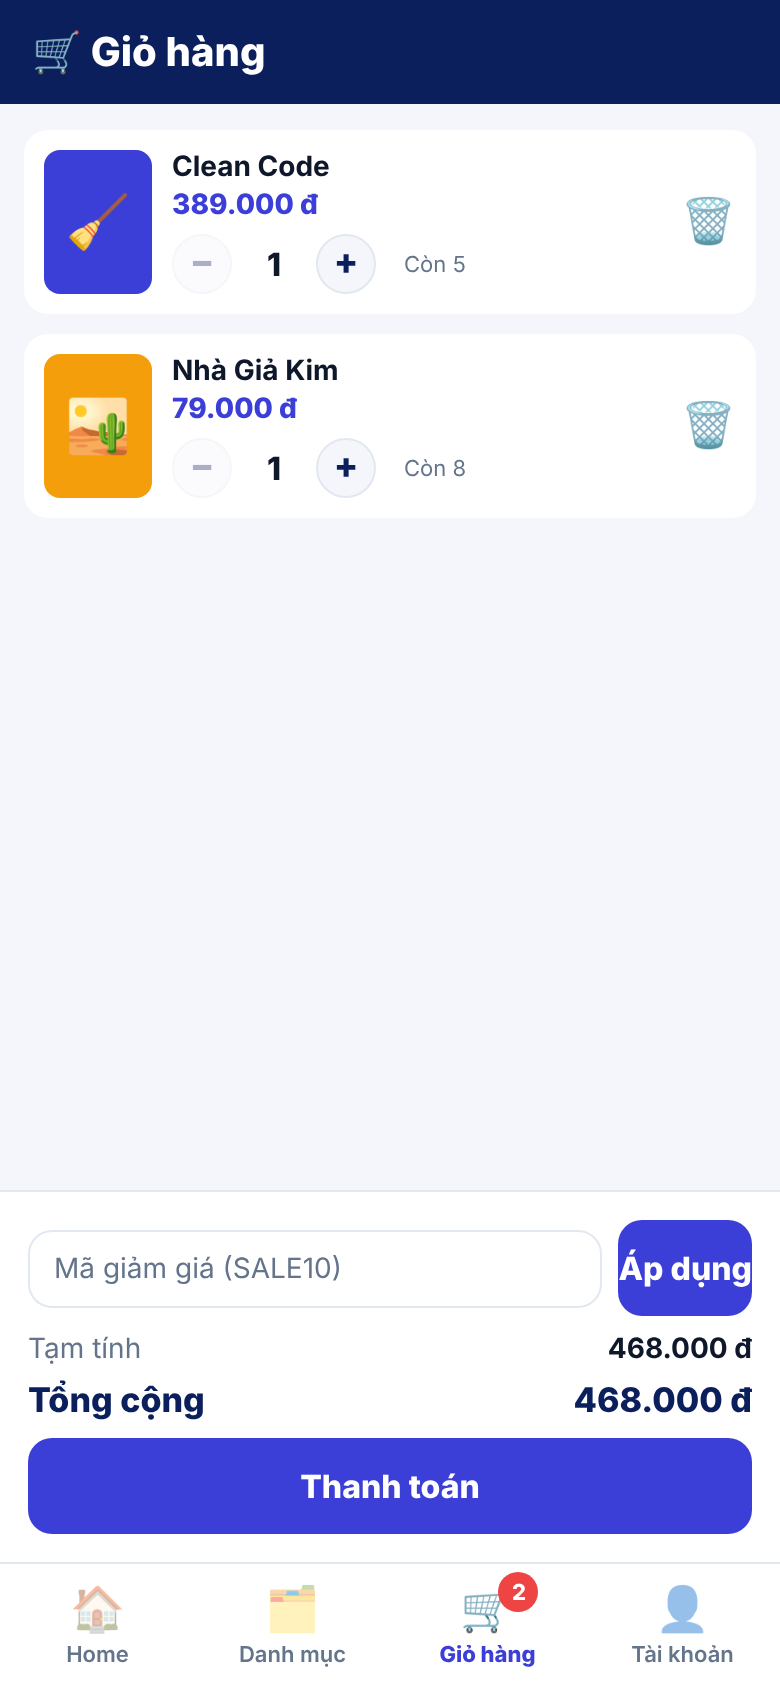 Giỏ hàng
Clean Code
389.000 đ
− 1 + Còn 5
Nhà Giả Kim
79.000 đ
− 1 + Còn 8
Mã giảm giá (SALE10) Áp dụng
Tạm tính 468.000 đ
Tổng cộng 468.000 đ
Thanh toán
2
Home Danh mục Giỏ hàng Tài khoản